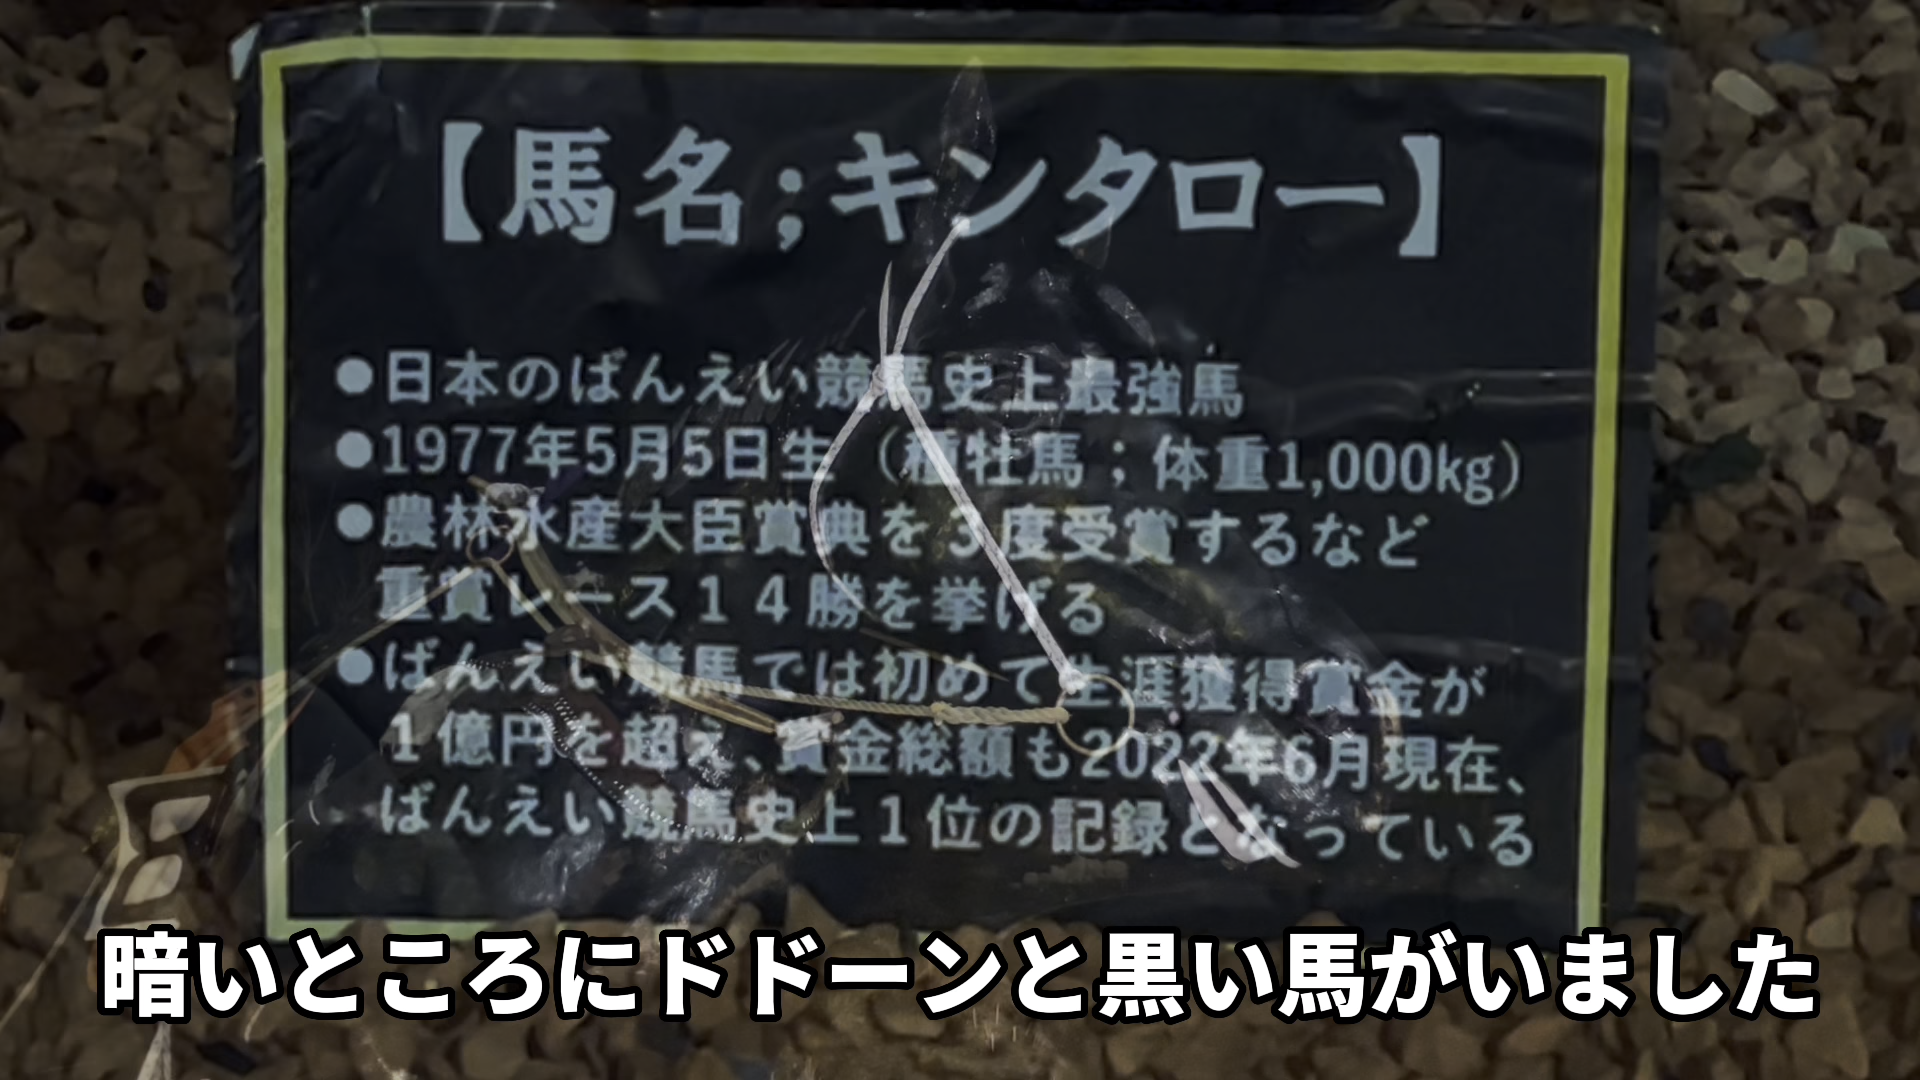 【馬名；キンタロー】
●日本のばんえい競馬史上最強馬
●1977年5月5日生（種牡馬；体重1,000kg）
●農林水産大臣賞典を３度受賞するなど
重賞レース１４勝を挙げる
●ばんえい競馬では初めて生涯獲得賞金が
１億円を超え、賞金総額も2022年6月現在、
ばんえい競馬史上１位の記録となっている
暗いところにドドーンと黒い馬がいました